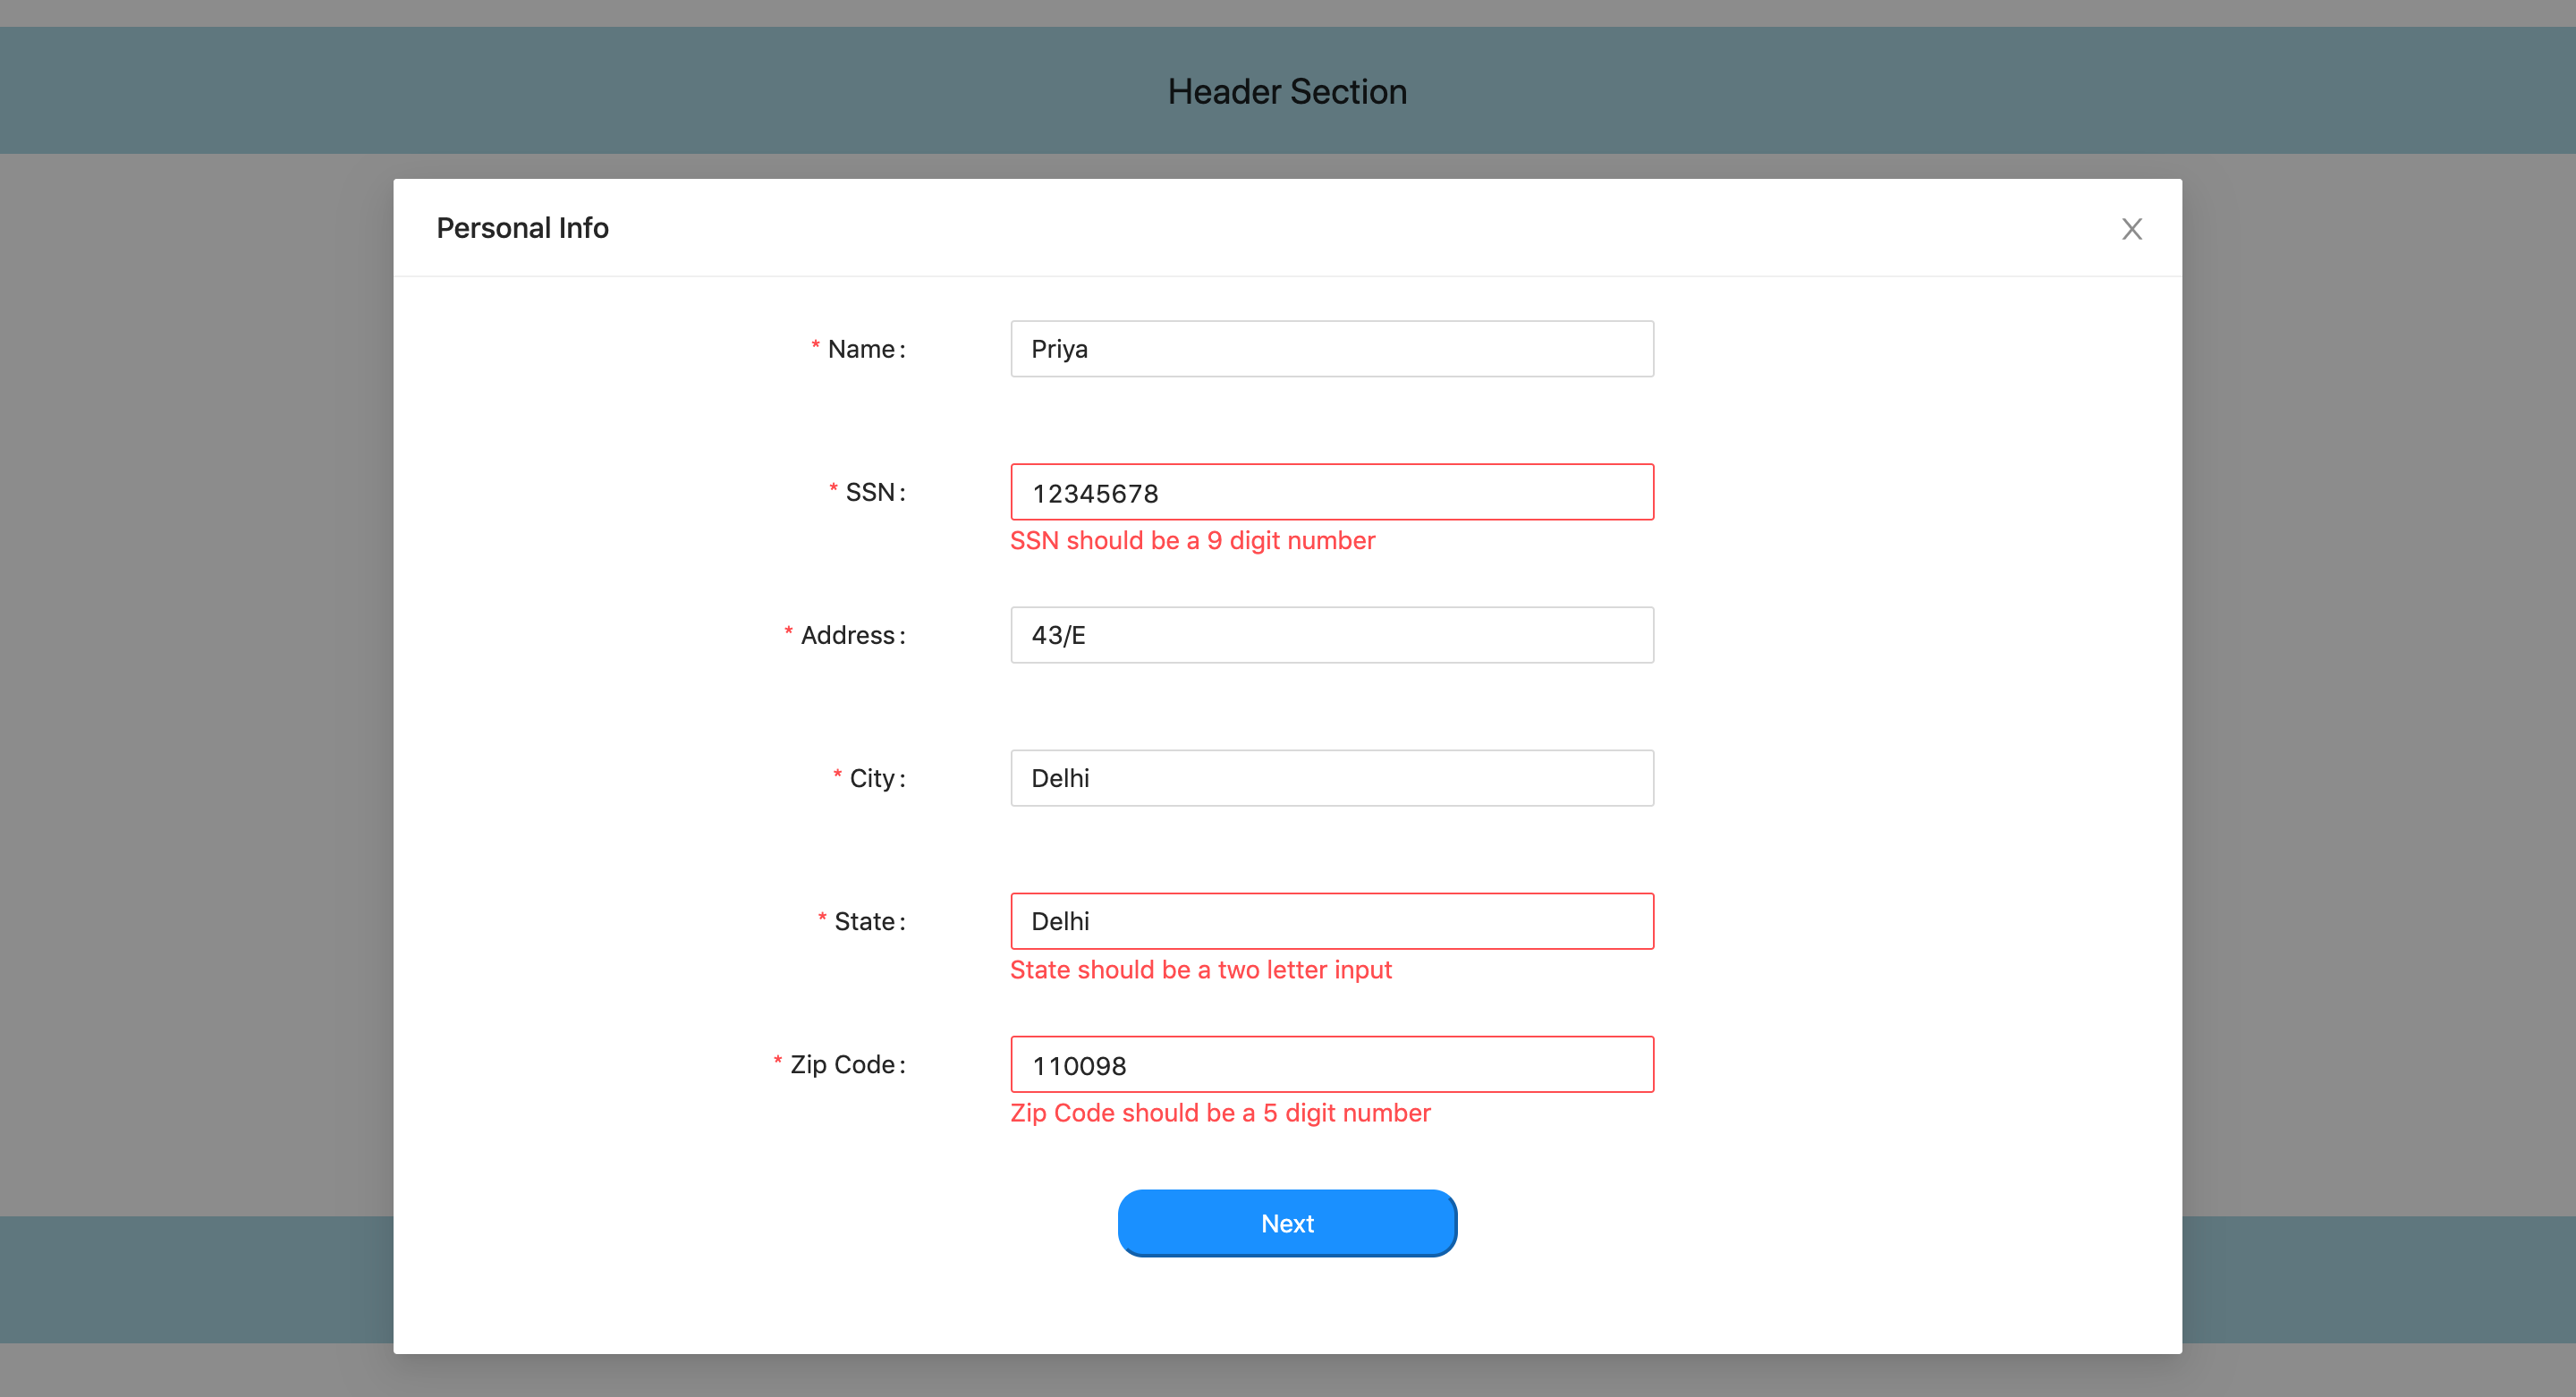 Header Section
Personal Info
* Name: Priya
* SSN: 12345678
SSN should be a 9 digit number
* Address: 43/E
* City: Delhi
* State: Delhi
State should be a two letter input
* Zip Code: 110098
Zip Code should be a 5 digit number
Next